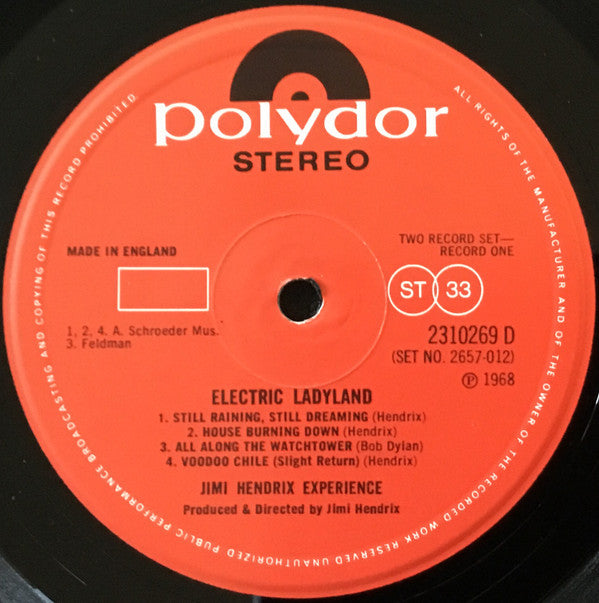 polydor
STEREO
MADE IN ENGLAND
TWO RECORD SET—
RECORD ONE
ST 33
1, 2, 4. A. Schroeder Mus.
3. Feldman
2310269 D
(SET NO. 2657-012)
℗ 1968
ELECTRIC LADYLAND
1. STILL RAINING, STILL DREAMING (Hendrix)
2. HOUSE BURNING DOWN (Hendrix)
3. ALL ALONG THE WATCHTOWER (Bob Dylan)
4. VOODOO CHILE (Slight Return) (Hendrix)
JIMI HENDRIX EXPERIENCE
Produced & Directed by Jimi Hendrix
ALL RIGHTS OF THE MANUFACTURER AND OF THE OWNER OF THE RECORDED WORK RESERVED UNAUTHORIZED PUBLIC PERFORMANCE BROADCASTING AND COPYING OF THIS RECORD PROHIBITED.